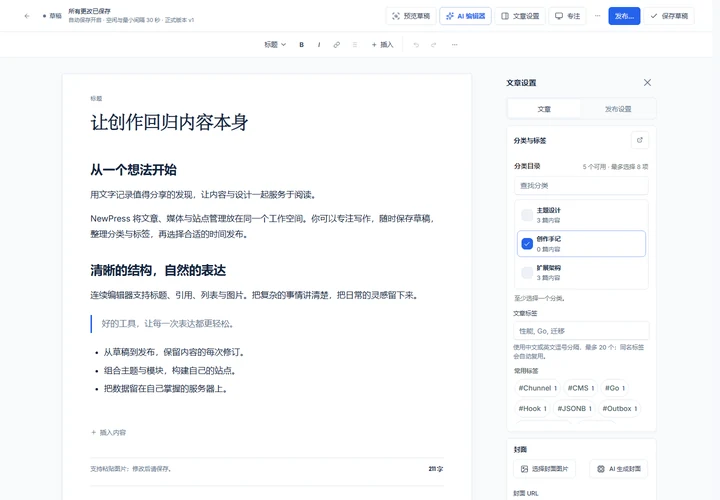 草稿
所有更改已保存
自动保存开启 · 空闲与最小间隔 30 秒 · 正式版本 v1
预览草稿
AI 编辑器
文章设置
专注
发布...
保存草稿
标题
B
I
插入
标题
让创作回归内容本身
从一个想法开始
用文字记录值得分享的发现，让内容与设计一起服务于阅读。
NewPress 将文章、媒体与站点管理放在同一个工作空间。你可以专注写作，随时保存草稿，
整理分类与标签，再选择合适的时间发布。
清晰的结构，自然的表达
连续编辑器支持标题、引用、列表与图片。把复杂的事情讲清楚，把日常的灵感留下来。
好的工具，让每一次表达都更轻松。
从草稿到发布，保留内容的每次修订。
组合主题与模块，构建自己的站点。
把数据留在自己掌握的服务器上。
插入内容
支持粘贴图片；修改后请保存。
211 字
文章设置
文章
发布设置
分类与标签
分类目录
5 个可用 · 最多选择 8 项
查找分类
主题设计
3 篇内容
创作手记
0 篇内容
扩展架构
3 篇内容
至少选择一个分类。
文章标签
性能, Go, 迁移
使用中文或英文逗号分隔，最多 20 个；同名标签
会自动复用。
常用标签
#Chunnel 1
#CMS 1
#Go 1
#Hook 1
#JSONB 1
#Outbox 1
封面
选择封面图片
AI 生成封面
封面 URL